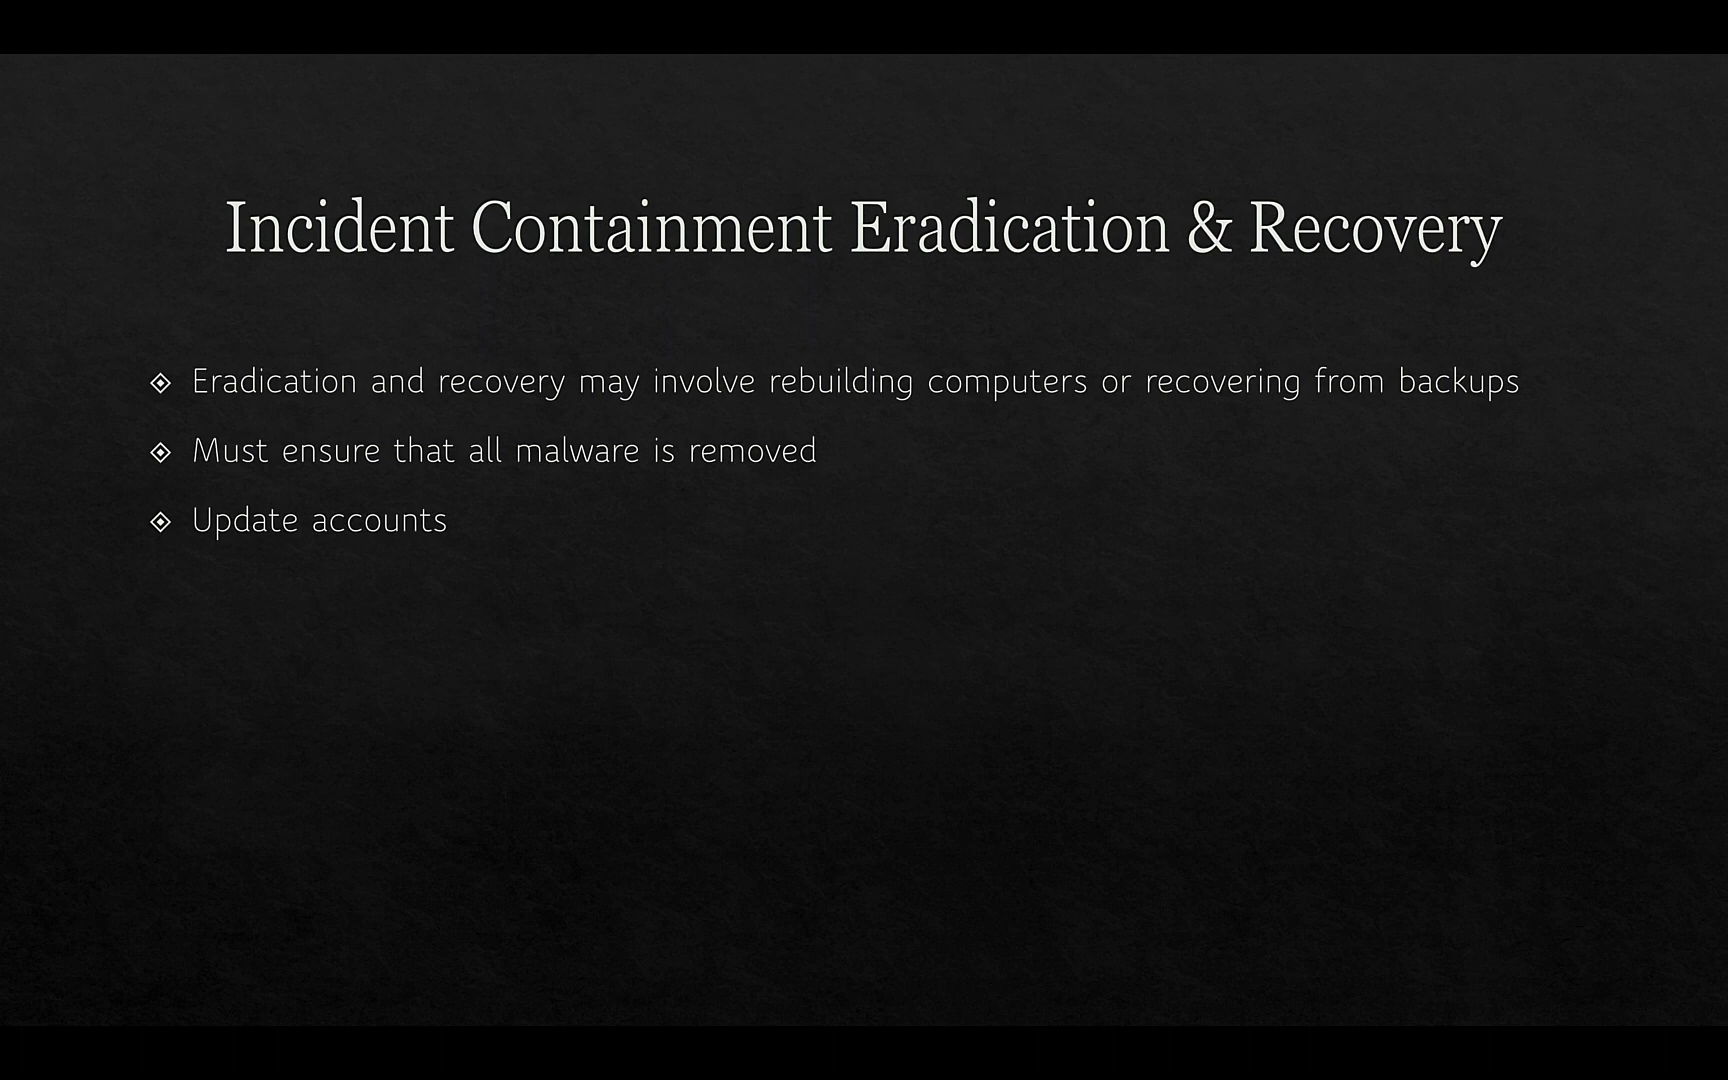 Incident Containment Eradication & Recovery
Eradication and recovery may involve rebuilding computers or recovering from backups
Must ensure that all malware is removed
Update accounts